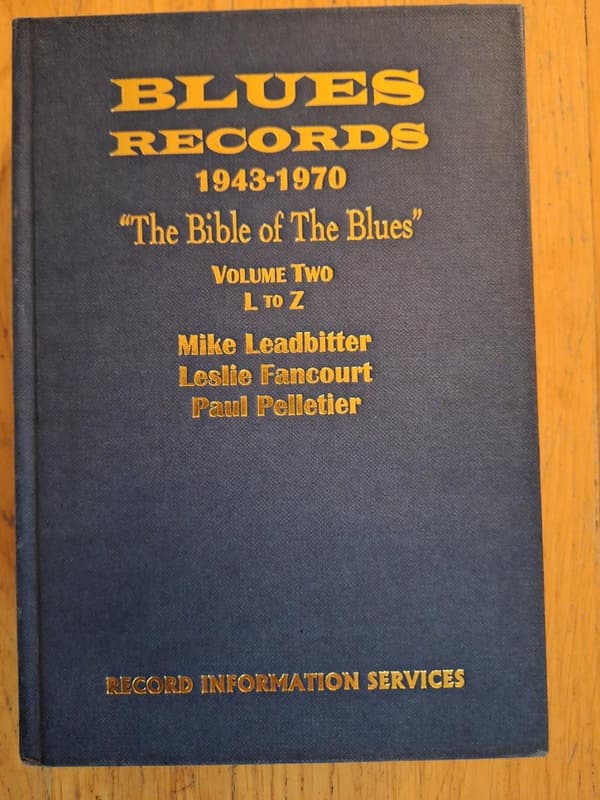 BLUES
RECORDS
1943-1970
“The Bible of The Blues”
VOLUME TWO
L TO Z
Mike Leadbitter
Leslie Fancourt
Paul Pelletier
RECORD INFORMATION SERVICES